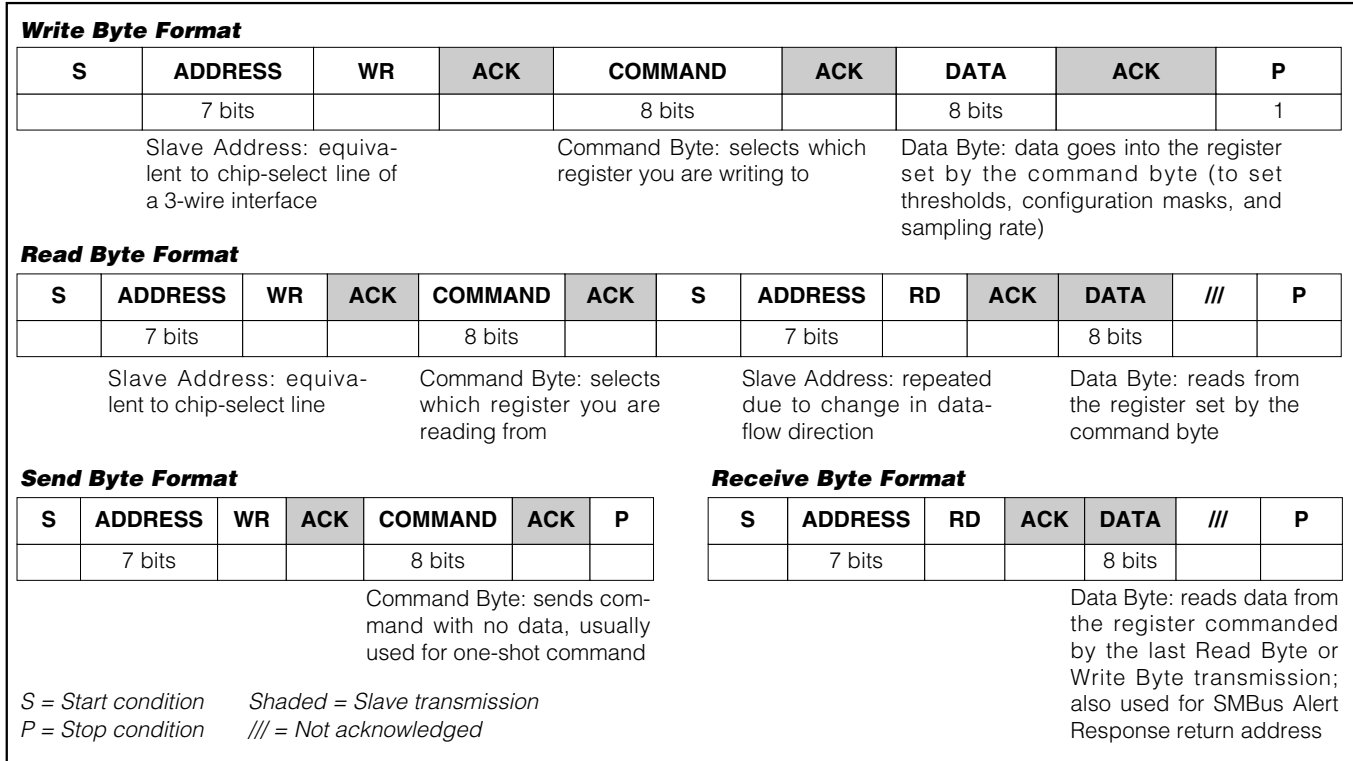 Write Byte Format
S ADDRESS WR ACK COMMAND ACK DATA ACK P
7 bits 8 bits 8 bits 1
Slave Address: equiva-
lent to chip-select line of
a 3-wire interface
Command Byte: selects which
register you are writing to
Data Byte: data goes into the register
set by the command byte (to set
thresholds, configuration masks, and
sampling rate)
Read Byte Format
S ADDRESS WR ACK COMMAND ACK S ADDRESS RD ACK DATA /// P
7 bits 8 bits 7 bits 8 bits
Slave Address: equiva-
lent to chip-select line
Command Byte: selects
which register you are
reading from
Slave Address: repeated
due to change in data-
flow direction
Data Byte: reads from
the register set by the
command byte
Send Byte Format
S ADDRESS WR ACK COMMAND ACK P
7 bits 8 bits
Command Byte: sends com-
mand with no data, usually
used for one-shot command
Receive Byte Format
S ADDRESS RD ACK DATA /// P
7 bits 8 bits
Data Byte: reads data from
the register commanded
by the last Read Byte or
Write Byte transmission;
also used for SMBus Alert
Response return address
S = Start condition Shaded = Slave transmission
P = Stop condition /// = Not acknowledged